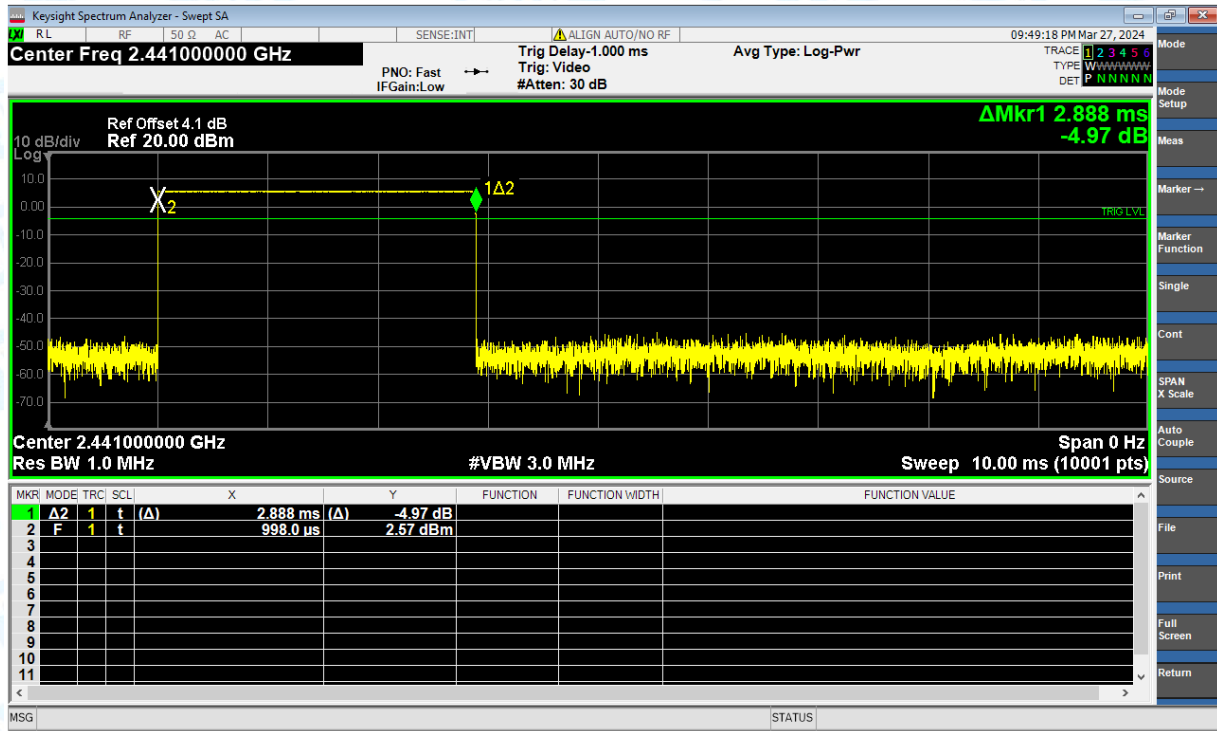 Keysight Spectrum Analyzer - Swept SA
LXI RL RF 50 Ω AC SENSE:INT ALIGN AUTO/NO RF 09:49:18 PM Mar 27, 2024
Center Freq 2.441000000 GHz
PNO: Fast
IFGain:Low
Trig Delay-1.000 ms
Trig: Video
#Atten: 30 dB
Avg Type: Log-Pwr
TRACE 1 2 3 4 5 6
TYPE WWWWWW
DET P N N N N N
ΔMkr1 2.888 ms
-4.97 dB
Ref Offset 4.1 dB
10 dB/div Ref 20.00 dBm
Log
10.0
0.00
-10.0
-20.0
-30.0
-40.0
-50.0
-60.0
-70.0
X2
1Δ2
TRIG LVL
Center 2.441000000 GHz Span 0 Hz
Res BW 1.0 MHz #VBW 3.0 MHz Sweep 10.00 ms (10001 pts)
MKR MODE TRC SCL X Y FUNCTION FUNCTION WIDTH FUNCTION VALUE
1 Δ2 1 t (Δ) 2.888 ms (Δ) -4.97 dB
2 F 1 t 998.0 µs 2.57 dBm
3
4
5
6
7
8
9
10
11
MSG STATUS
Mode
Mode
Setup
Meas
Marker →
Marker
Function
Single
Cont
SPAN
X Scale
Auto
Couple
Source
File
Print
Full
Screen
Return